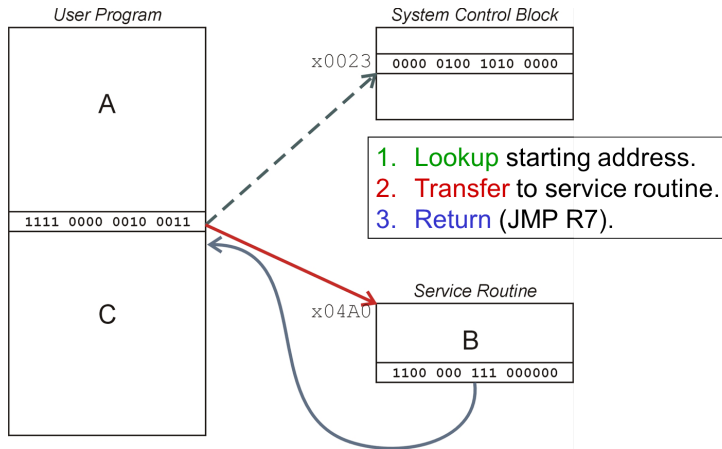 User Program
System Control Block
x0023
0000 0100 1010 0000
A
1. Lookup starting address.
2. Transfer to service routine.
3. Return (JMP R7).
1111 0000 0010 0011
Service Routine
x04A0
C
B
1100 000 111 000000